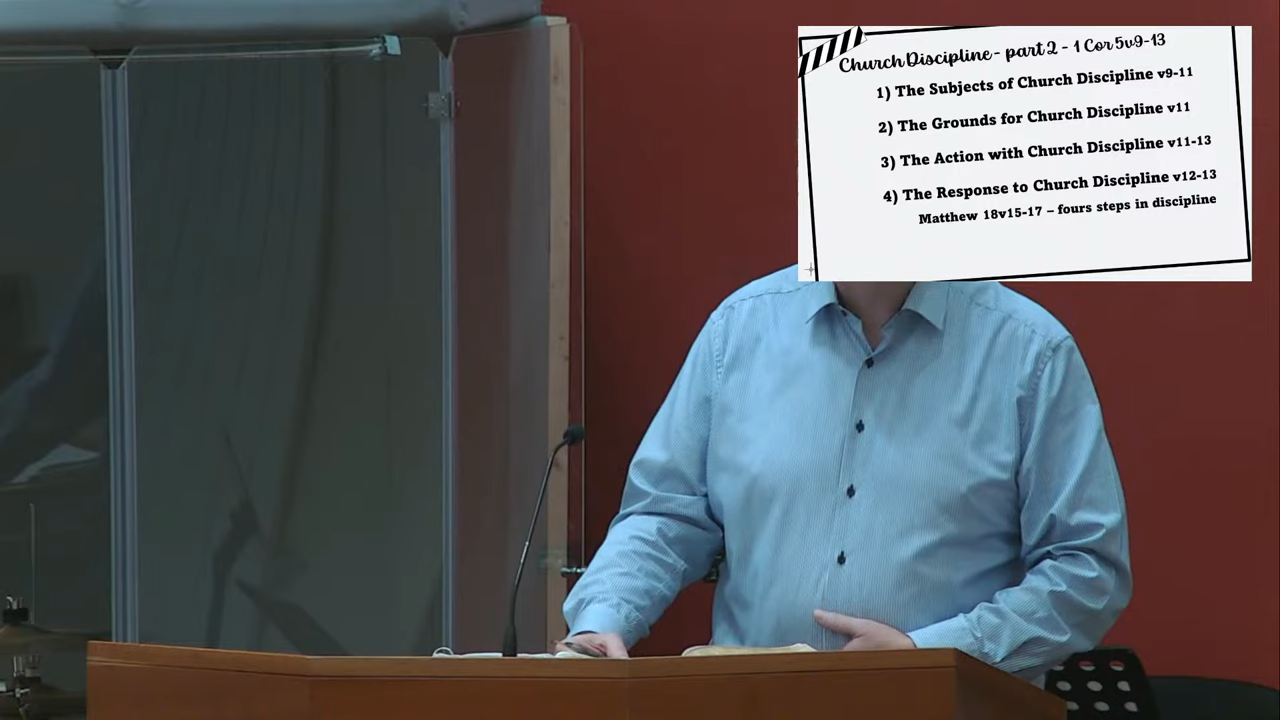 Church Discipline - part 2 - 1 Cor 5v9-13
1) The Subjects of Church Discipline v9-11
2) The Grounds for Church Discipline v11
3) The Action with Church Discipline v11-13
4) The Response to Church Discipline v12-13
Matthew 18v15-17 – fours steps in discipline